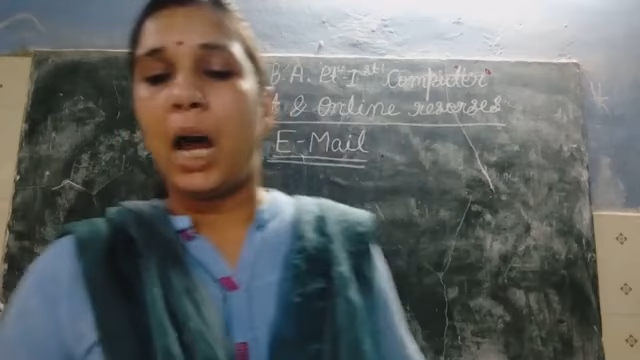 B.A. Pt-Ist Computer
& Online resorses
E-Mail